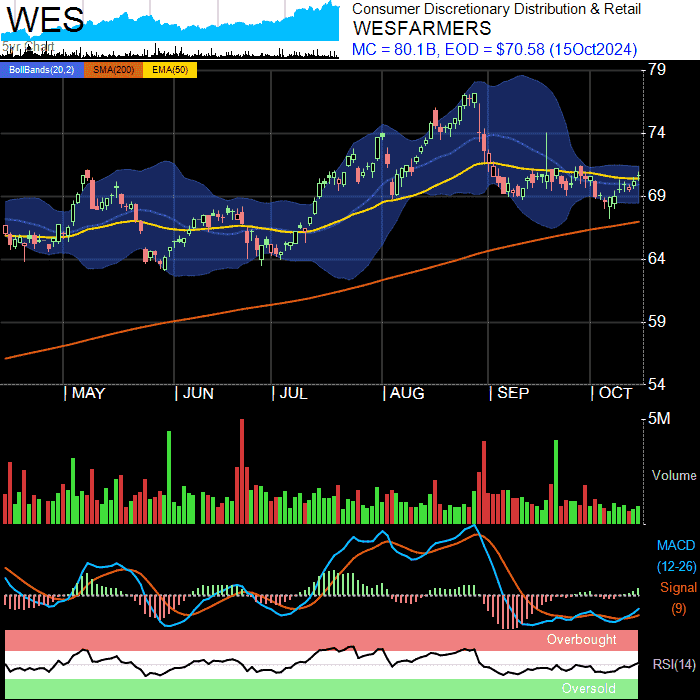 WES
5yr Chart
Consumer Discretionary Distribution & Retail
WESFARMERS
MC = 80.1B, EOD = $70.58 (15Oct2024)
BollBands(20,2) SMA(200) EMA(50)
79
74
69
64
59
54
| MAY | JUN | JUL | AUG | SEP | OCT
5M
Volume
MACD
(12-26)
Signal
(9)
Overbought
RSI(14)
Oversold